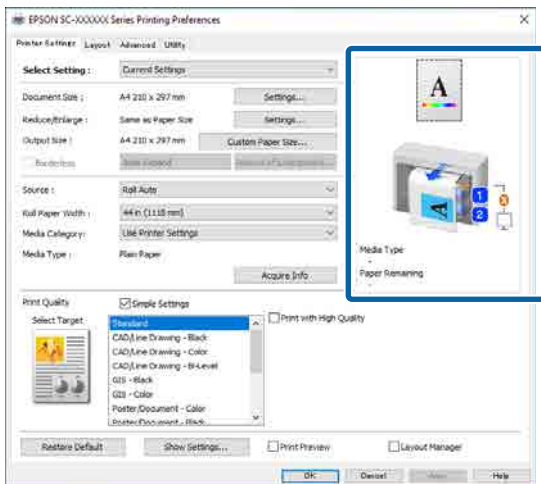 EPSON SC-XXXXXX Series Printing Preferences
Printer Settings Layout Advanced Utility
Select Setting : Current Settings
Document Size : A4 210 x 297 mm Settings...
Reduce/Enlarge : Same as Paper Size Settings...
Output Size : A4 210 x 297 mm Custom Paper Size...
Borderless
Source : Roll Auto
Roll Paper Width : 44 in (1118 mm)
Media Category: Use Printer Settings
Media Type : Plain Paper
Acquire Info
A
A
1
2
Media Type
-
Paper Remaining
-
Print Quality Simple Settings
Select Target
Standard
CAD/Line Drawing - Black
CAD/Line Drawing - Color
CAD/Line Drawing - Bi-Level
GIS - Black
GIS - Color
Poster/Document - Color
Poster/Document - Black
Print with High Quality
Restore Default Show Settings... Print Preview Layout Manager
OK Cancel Help